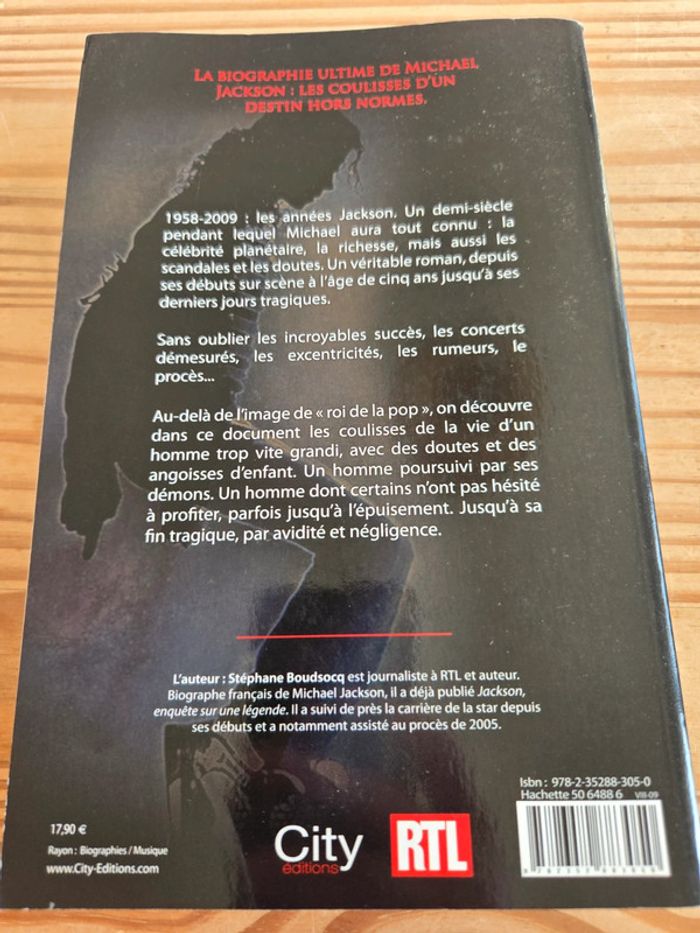 LA BIOGRAPHIE ULTIME DE MICHAEL
JACKSON : LES COULISSES D'UN
DESTIN HORS NORMES.
1958-2009 : les années Jackson. Un demi-siècle
pendant lequel Michael aura tout connu : la
célébrité planétaire, la richesse, mais aussi les
scandales et les doutes. Un véritable roman, depuis
ses débuts sur scène à l'âge de cinq ans jusqu'à ses
derniers jours tragiques.
Sans oublier les incroyables succès, les concerts
démesurés, les excentricités, les rumeurs, le
procès...
Au-delà de l'image de « roi de la pop », on découvre
dans ce document les coulisses de la vie d'un
homme trop vite grandi, avec des doutes et des
angoisses d'enfant. Un homme poursuivi par ses
démons. Un homme dont certains n'ont pas hésité
à profiter, parfois jusqu'à l'épuisement. Jusqu'à sa
fin tragique, par avidité et négligence.
L'auteur : Stéphane Boudsocq est journaliste à RTL et auteur.
Biographe français de Michael Jackson, il a déjà publié Jackson,
enquête sur une légende. Il a suivi de près la carrière de la star depuis
ses débuts et a notamment assisté au procès de 2005.
Isbn : 978-2-35288-305-0
Hachette 50 6488 6 VIII-09
17,90 €
Rayon : Biographies / Musique
www.City-Editions.com
City
éditions
RTL